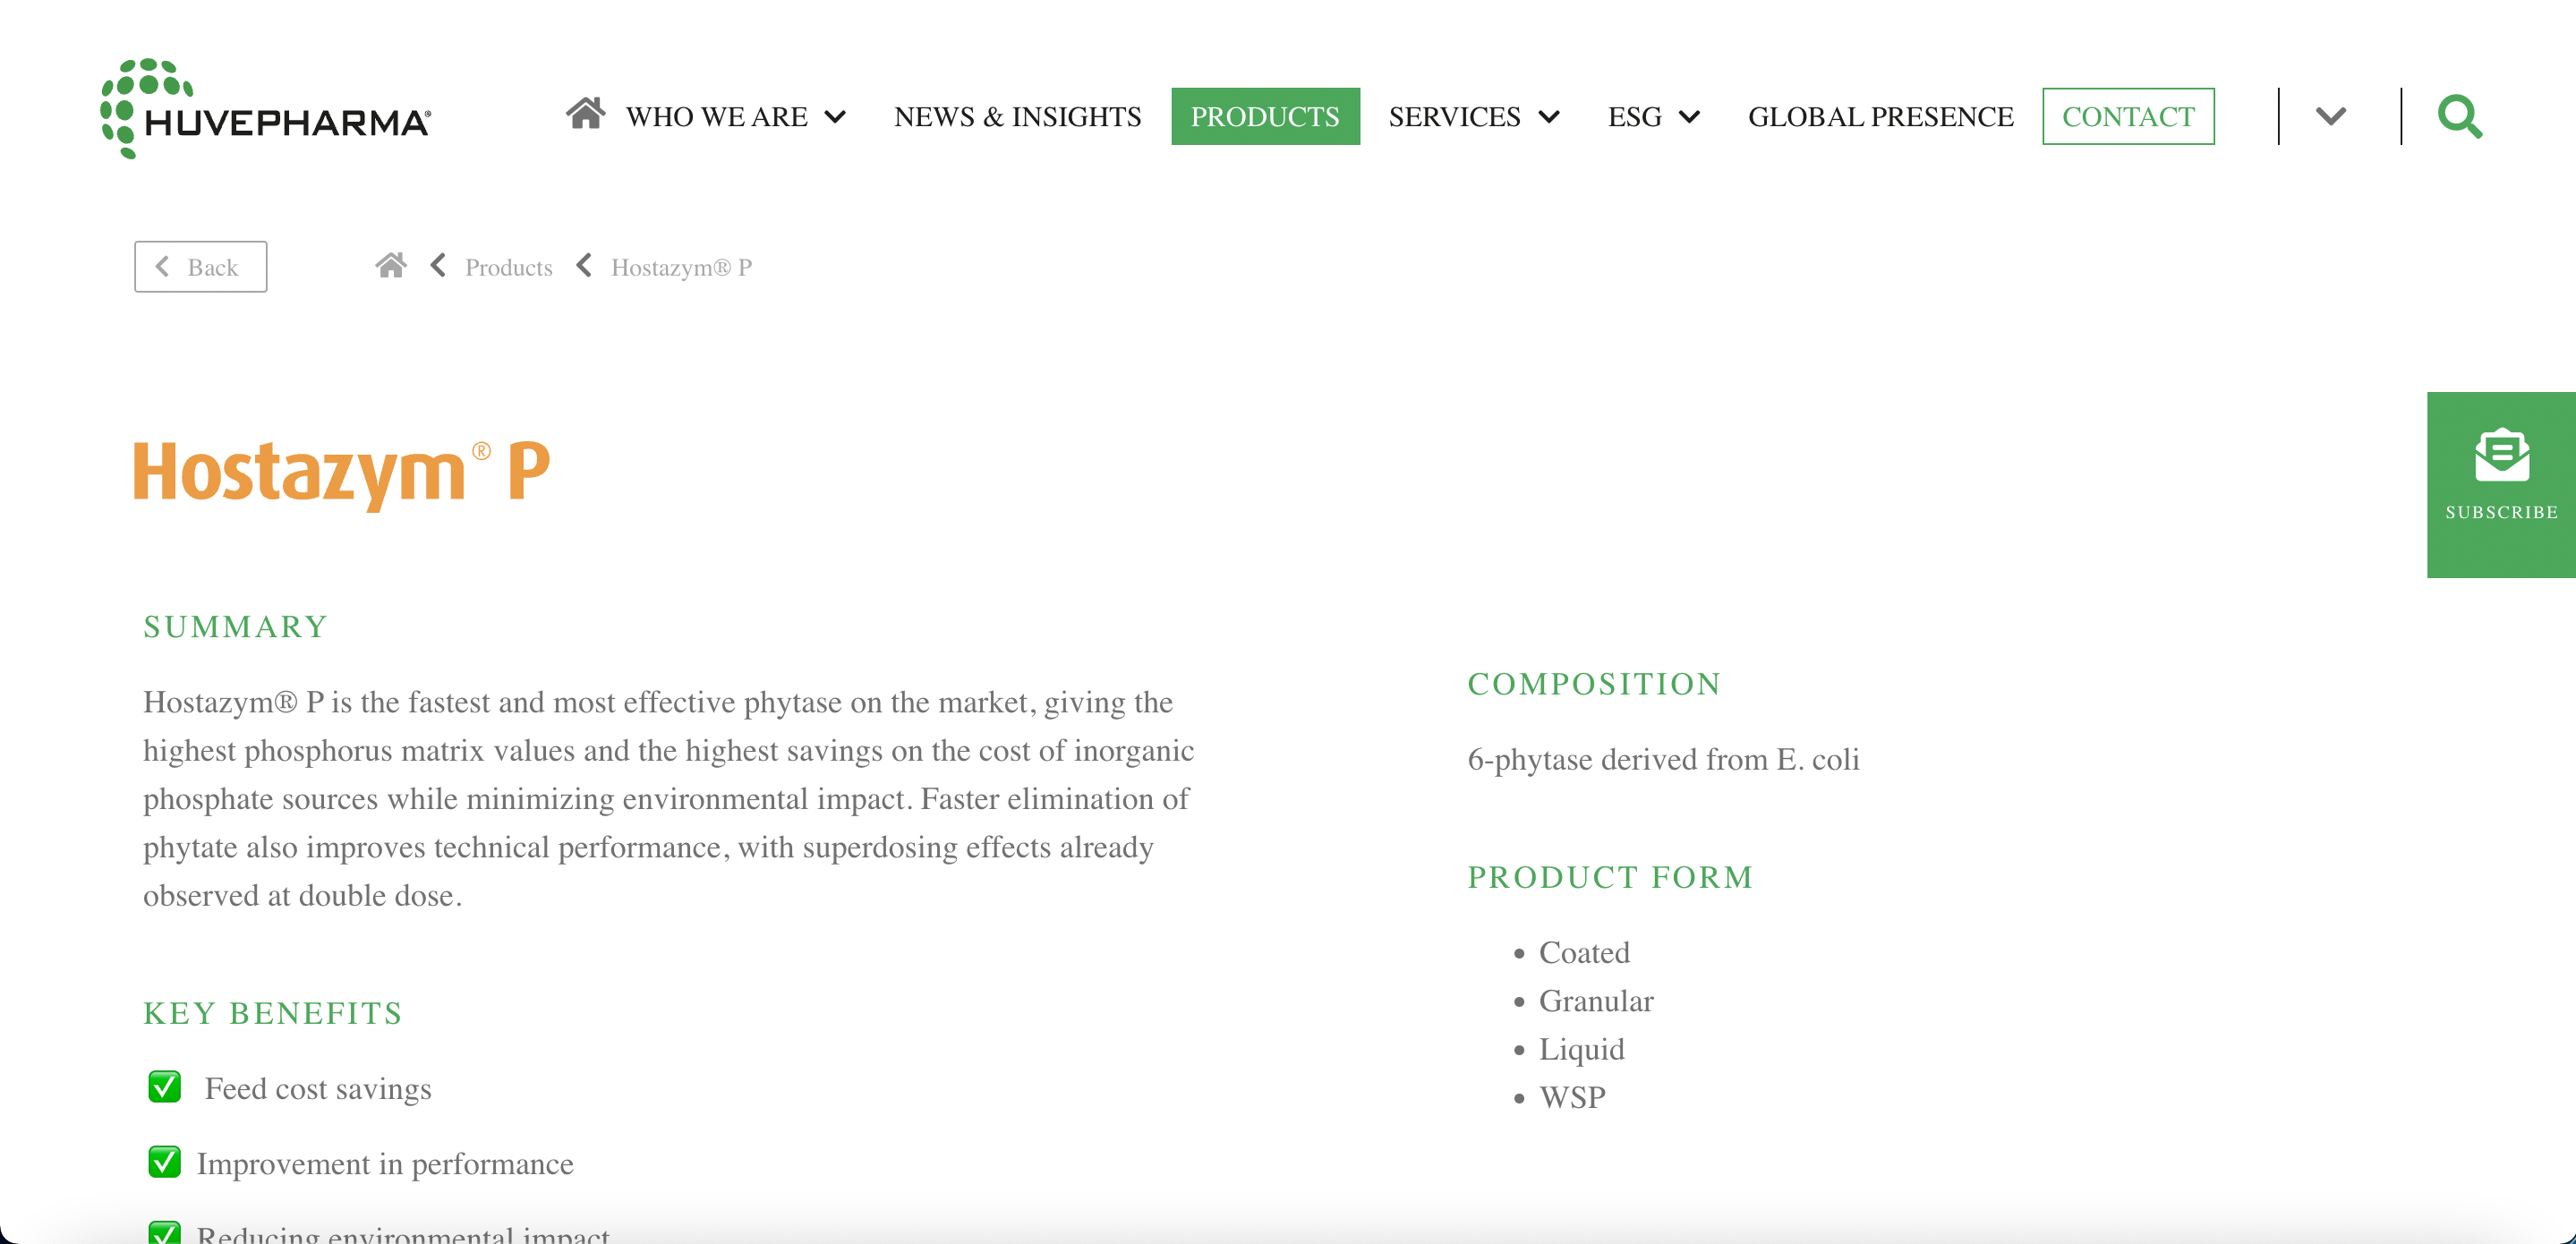 HUVEPHARMA®
WHO WE ARE
NEWS & INSIGHTS
PRODUCTS
SERVICES
ESG
GLOBAL PRESENCE
CONTACT
Back
Products
Hostazym® P
Hostazym® P
SUBSCRIBE
SUMMARY
Hostazym® P is the fastest and most effective phytase on the market, giving the
highest phosphorus matrix values and the highest savings on the cost of inorganic
phosphate sources while minimizing environmental impact. Faster elimination of
phytate also improves technical performance, with superdosing effects already
observed at double dose.
KEY BENEFITS
Feed cost savings
Improvement in performance
Reducing environmental impact
COMPOSITION
6-phytase derived from E. coli
PRODUCT FORM
Coated
Granular
Liquid
WSP